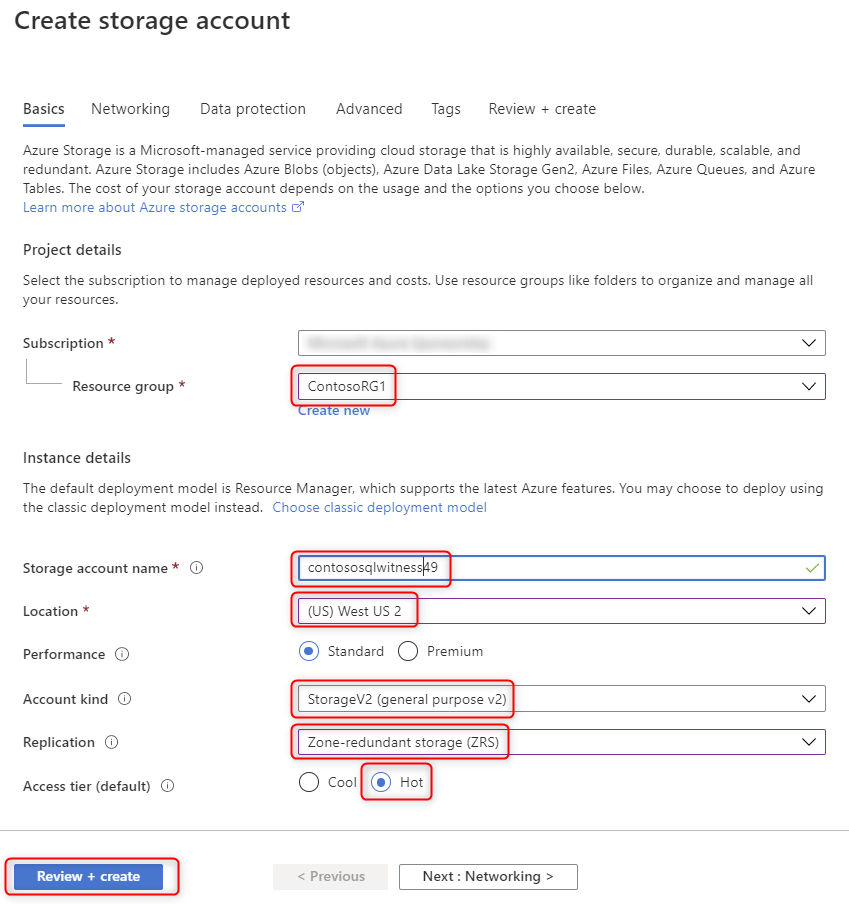 Create storage account
Basics Networking Data protection Advanced Tags Review + create
Azure Storage is a Microsoft-managed service providing cloud storage that is highly available, secure, durable, scalable, and
redundant. Azure Storage includes Azure Blobs (objects), Azure Data Lake Storage Gen2, Azure Files, Azure Queues, and Azure
Tables. The cost of your storage account depends on the usage and the options you choose below.
Learn more about Azure storage accounts
Project details
Select the subscription to manage deployed resources and costs. Use resource groups like folders to organize and manage all
your resources.
Subscription *
Resource group * ContosoRG1
Create new
Instance details
The default deployment model is Resource Manager, which supports the latest Azure features. You may choose to deploy using
the classic deployment model instead. Choose classic deployment model
Storage account name * contososqlwitness49
Location * (US) West US 2
Performance Standard Premium
Account kind StorageV2 (general purpose v2)
Replication Zone-redundant storage (ZRS)
Access tier (default) Cool Hot
Review + create < Previous Next : Networking >